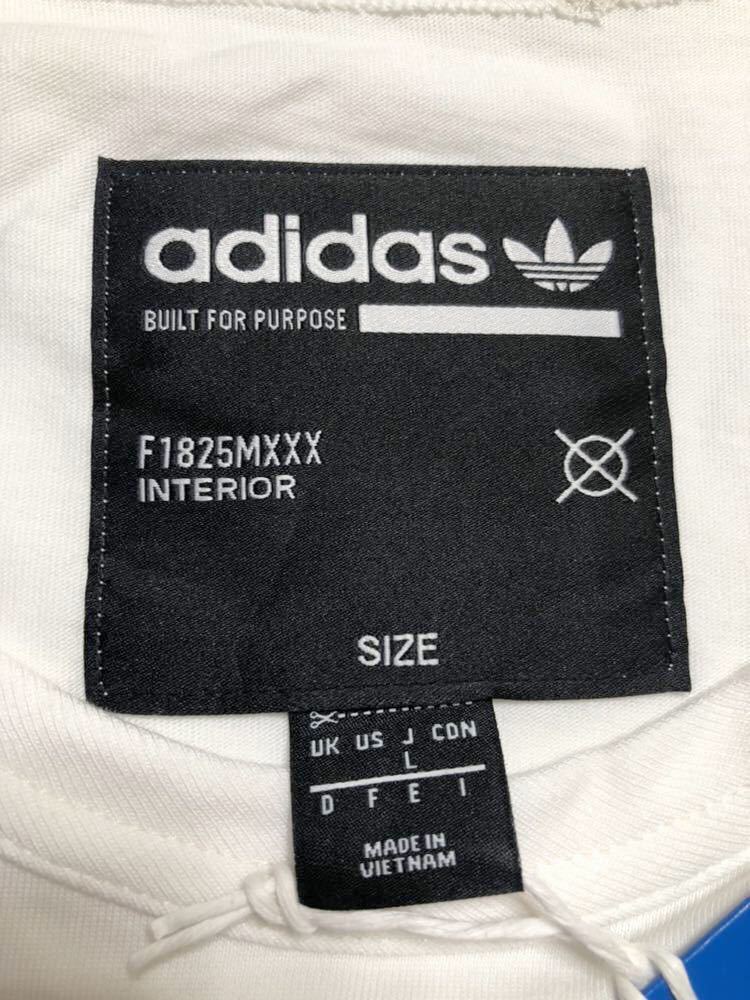 adidas
BUILT FOR PURPOSE
F1825MXXX
INTERIOR
SIZE
UK US J CDN
L
D F E I
MADE IN
VIETNAM